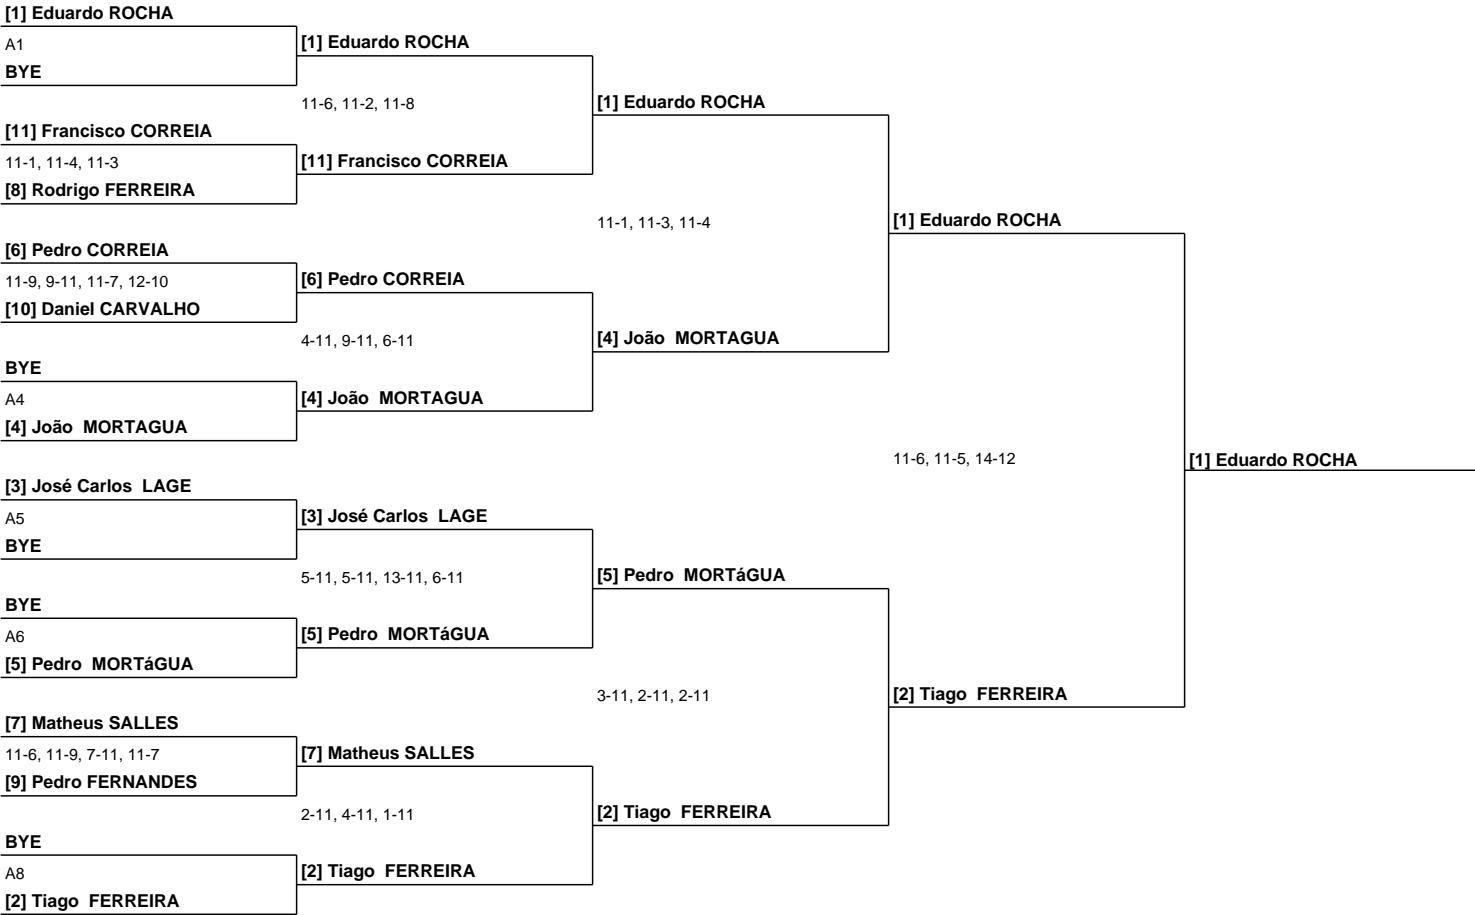 [1] Eduardo ROCHA
A1
BYE
[11] Francisco CORREIA
11-1, 11-4, 11-3
[8] Rodrigo FERREIRA
[6] Pedro CORREIA
11-9, 9-11, 11-7, 12-10
[10] Daniel CARVALHO
BYE
A4
[4] João  MORTAGUA
[3] José Carlos  LAGE
A5
BYE
BYE
A6
[5] Pedro  MORTáGUA
[7] Matheus SALLES
11-6, 11-9, 7-11, 11-7
[9] Pedro FERNANDES
BYE
A8
[2] Tiago  FERREIRA
[1] Eduardo ROCHA
11-6, 11-2, 11-8
[11] Francisco CORREIA
[6] Pedro CORREIA
4-11, 9-11, 6-11
[4] João  MORTAGUA
[3] José Carlos  LAGE
5-11, 5-11, 13-11, 6-11
[5] Pedro  MORTáGUA
[7] Matheus SALLES
2-11, 4-11, 1-11
[2] Tiago  FERREIRA
[1] Eduardo ROCHA
11-1, 11-3, 11-4
[4] João  MORTAGUA
[5] Pedro  MORTáGUA
3-11, 2-11, 2-11
[2] Tiago  FERREIRA
[1] Eduardo ROCHA
11-6, 11-5, 14-12
[2] Tiago  FERREIRA
[1] Eduardo ROCHA